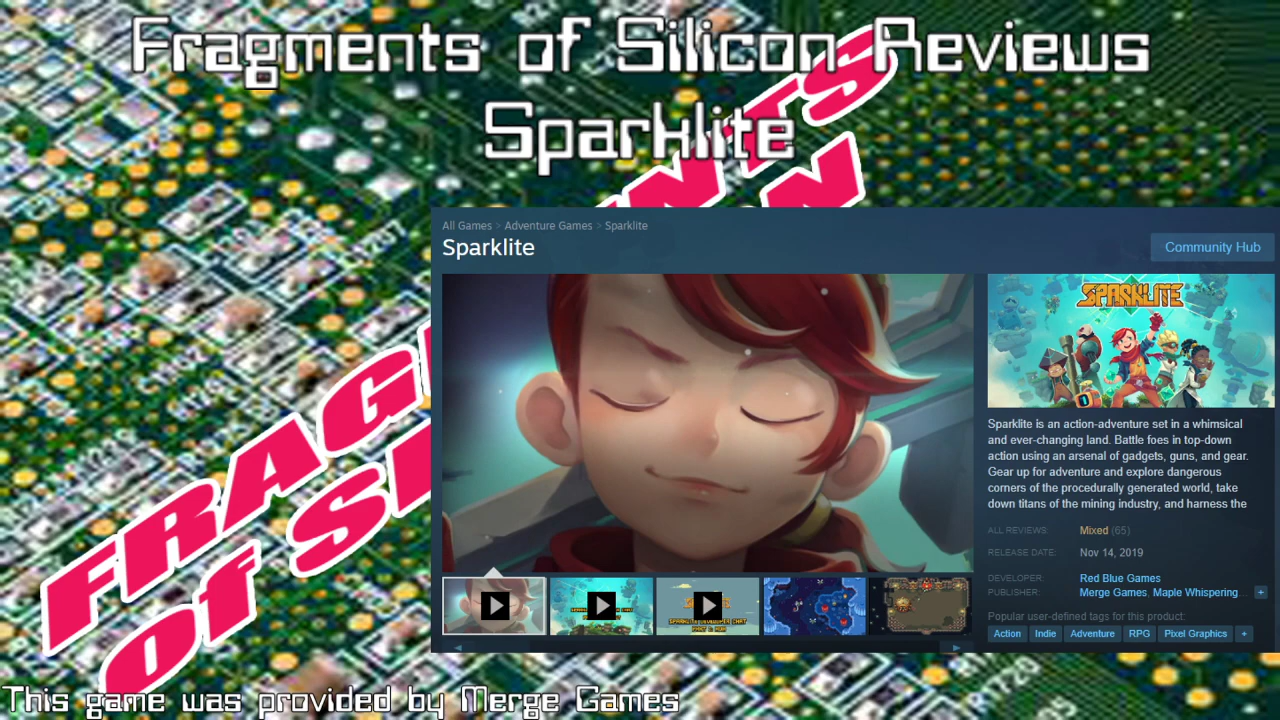 Fragments of Silicon Reviews
Sparklite
FRAG
NTS
N
Of SI
All Games > Adventure Games > Sparklite
Sparklite
Community Hub
SPARKLITE
Sparklite is an action-adventure set in a whimsical
and ever-changing land. Battle foes in top-down
action using an arsenal of gadgets, guns, and gear.
Gear up for adventure and explore dangerous
corners of the procedurally generated world, take
down titans of the mining industry, and harness the
ALL REVIEWS: Mixed (65)
RELEASE DATE: Nov 14, 2019
DEVELOPER: Red Blue Games
PUBLISHER: Merge Games, Maple Whispering... +
Popular user-defined tags for this product:
Action Indie Adventure RPG Pixel Graphics +
This game was provided by Merge Games